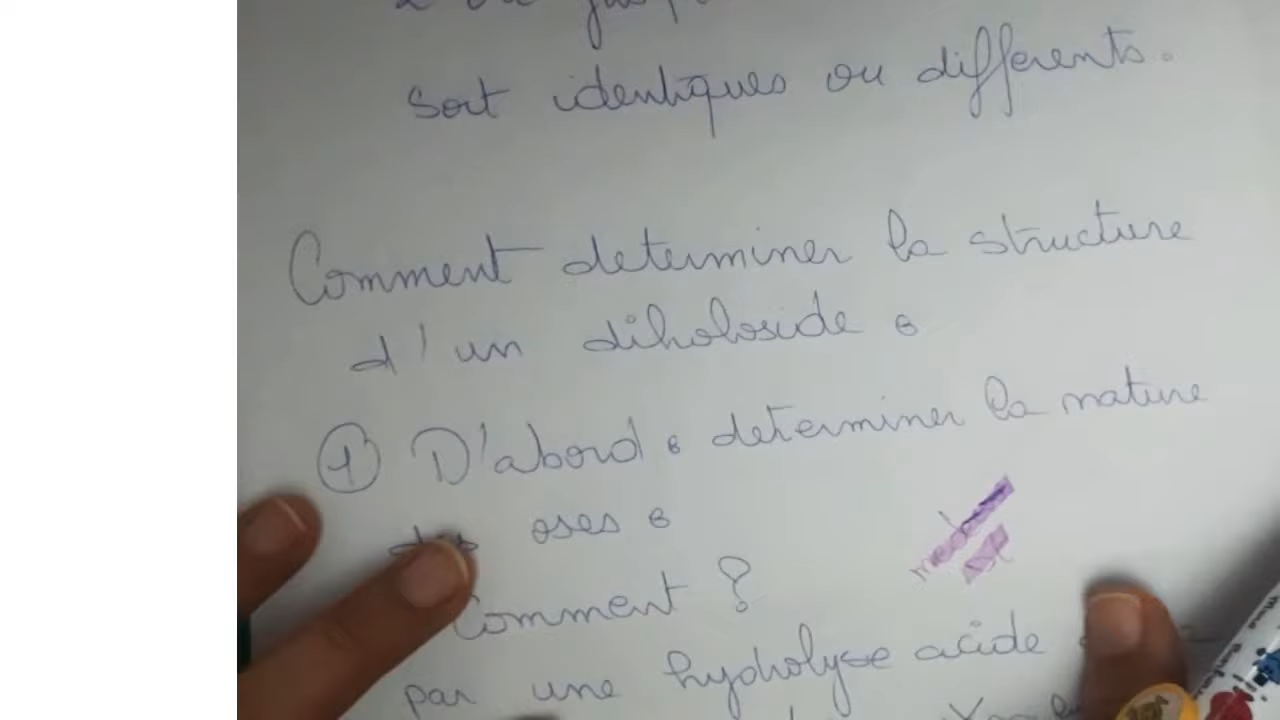 sont identiques ou differents.
Comment determiner la structure
d'un diholoside :
① D'abord : determiner la nature
des oses :
Comment ?
par une hydrolyse acide